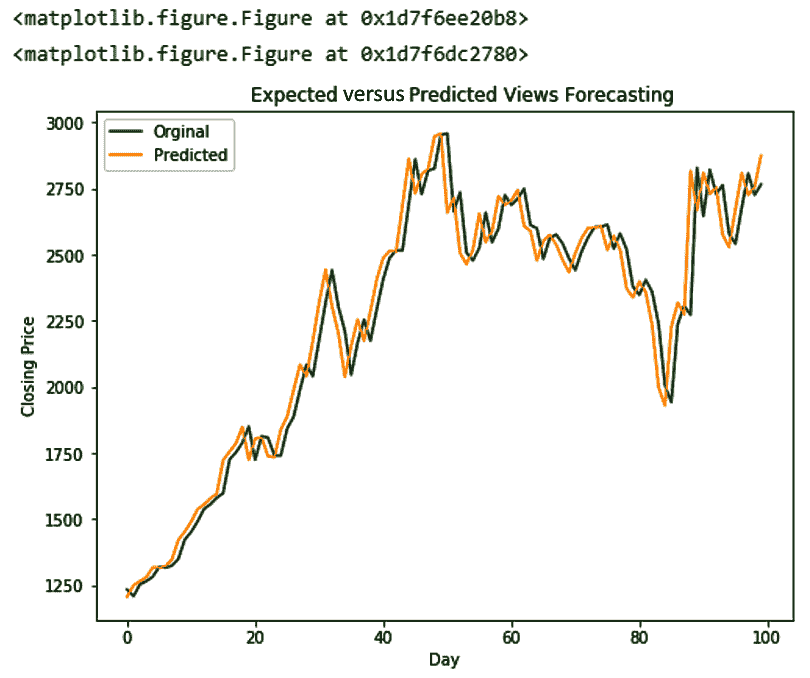 <matplotlib.figure.Figure at 0x1d7f6ee20b8>
<matplotlib.figure.Figure at 0x1d7f6dc2780>
Expected versus Predicted Views Forecasting
Orginal
Predicted
3000
2750
2500
2250
2000
1750
1500
1250
Closing Price
0 20 40 60 80 100
Day